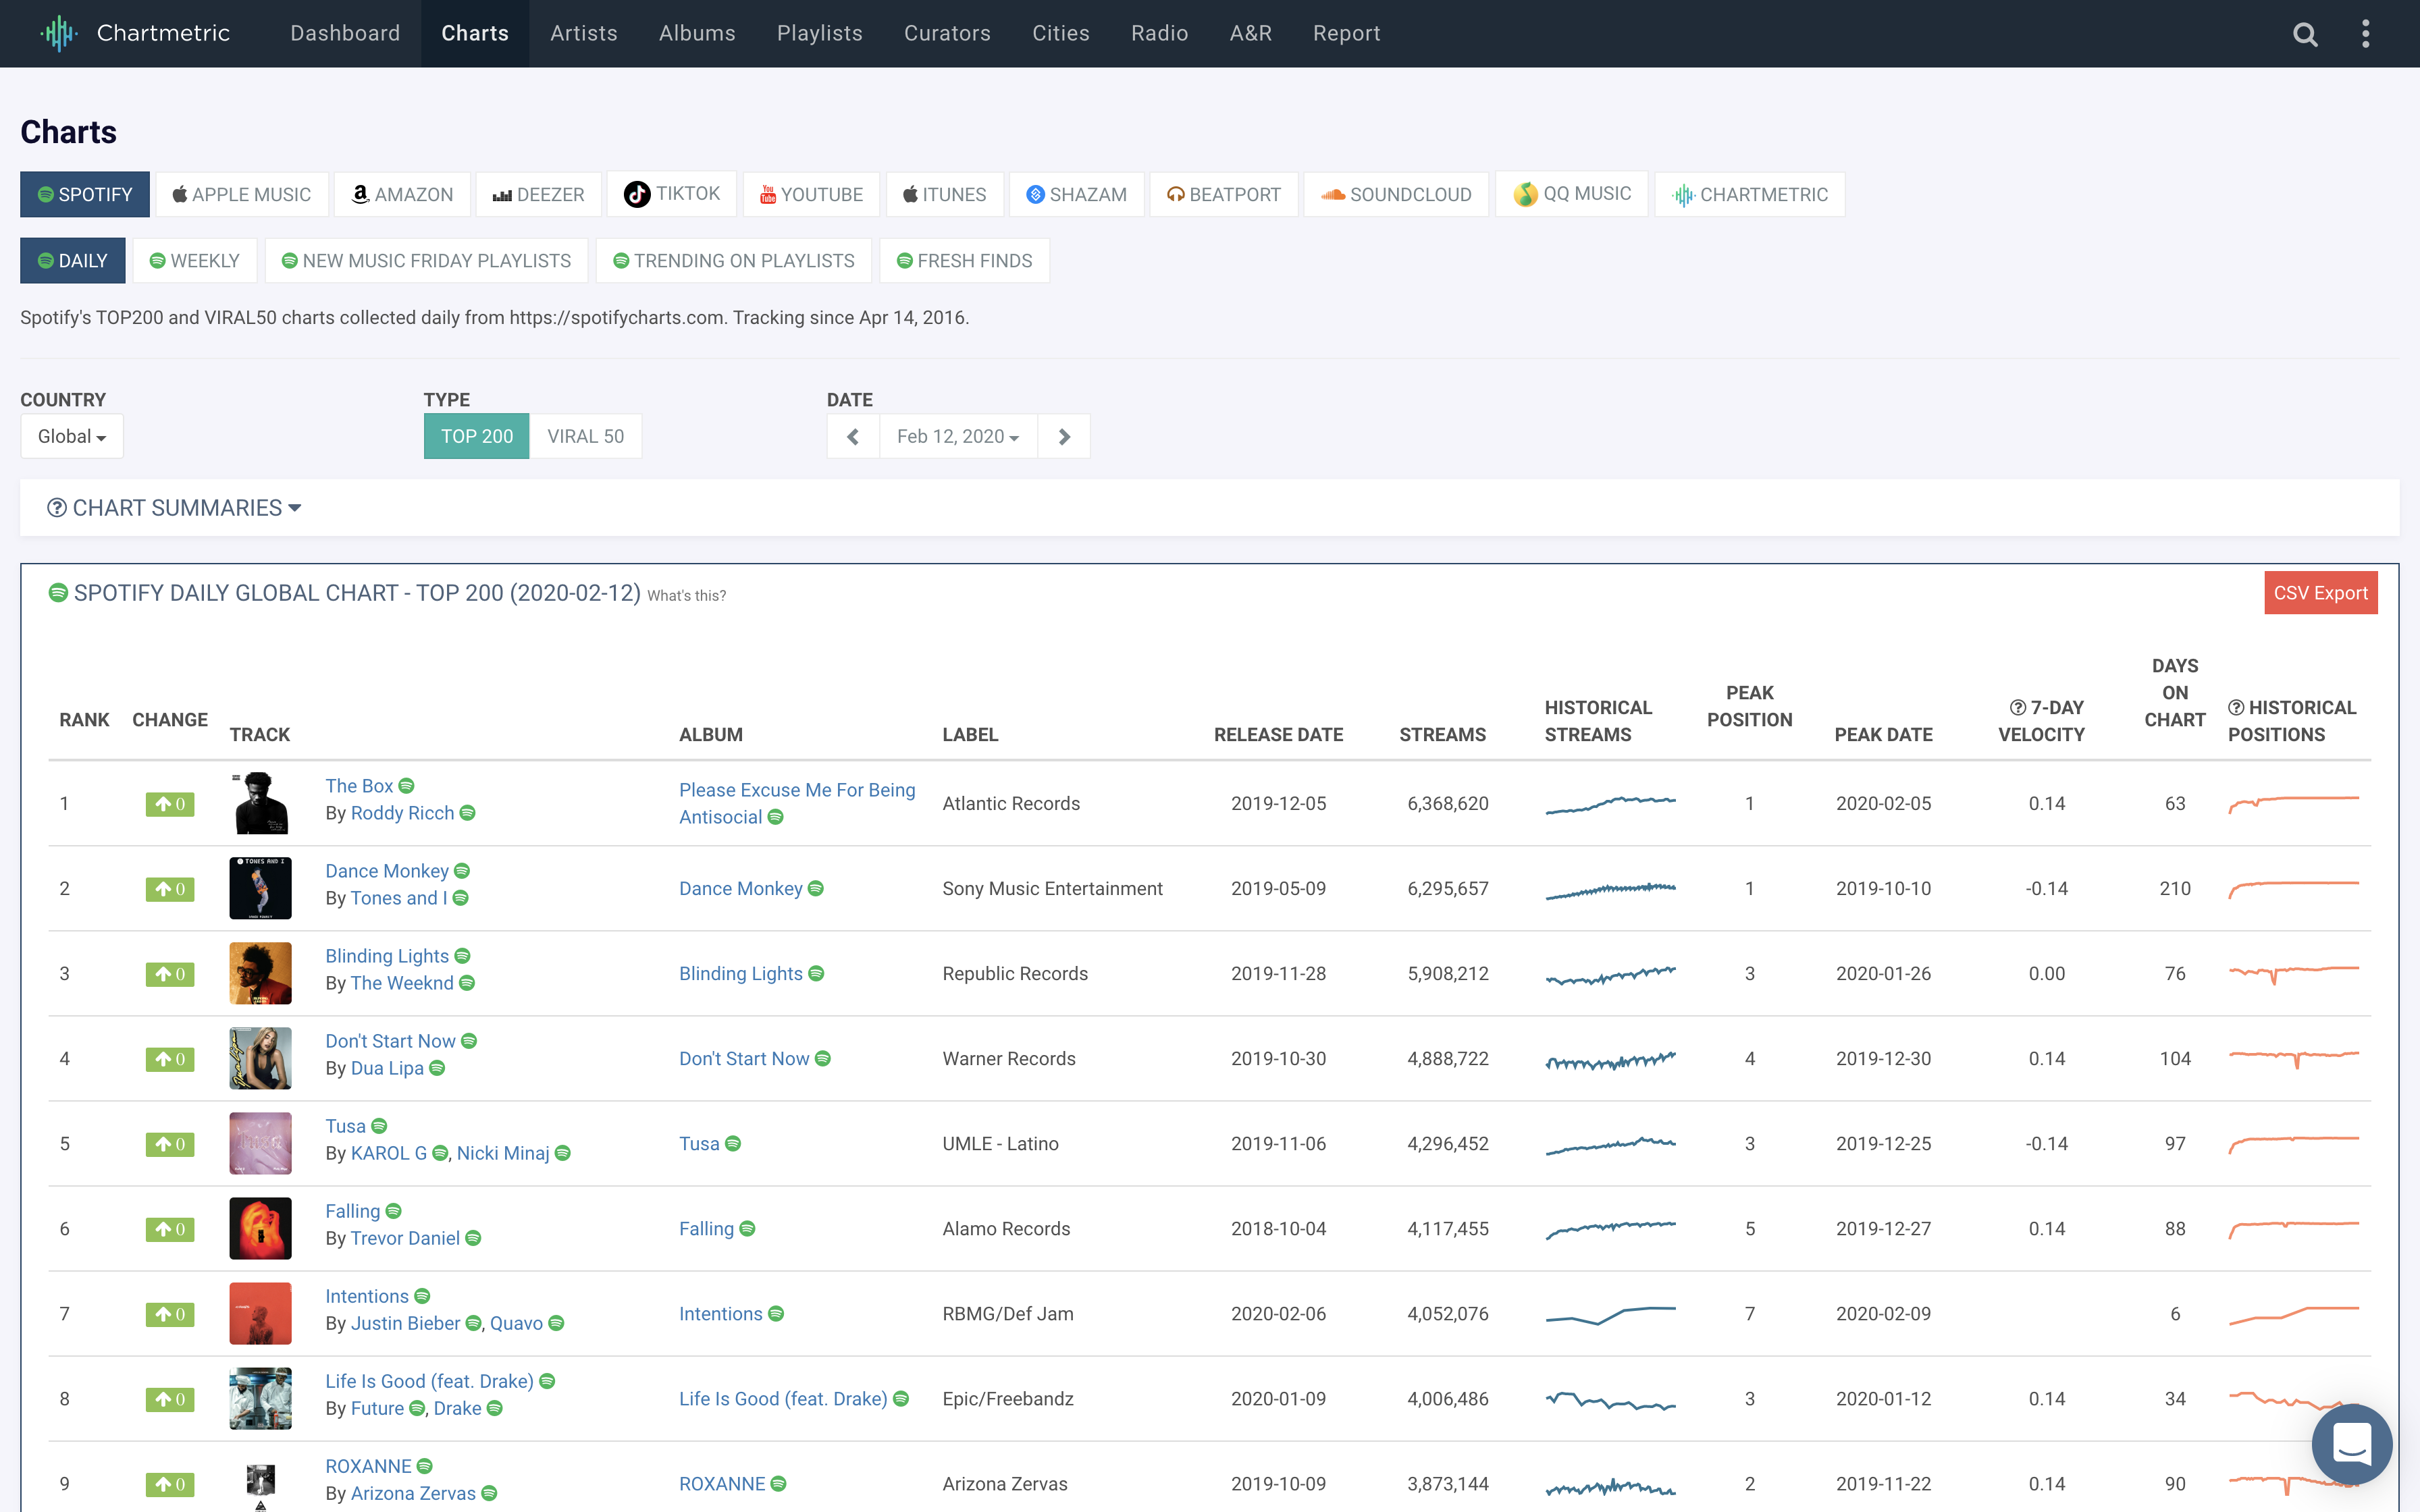 Chartmetric Dashboard Charts Artists Albums Playlists Curators Cities Radio A&R Report
Charts
SPOTIFY APPLE MUSIC AMAZON DEEZER TIKTOK YOUTUBE ITUNES SHAZAM BEATPORT SOUNDCLOUD QQ MUSIC CHARTMETRIC
DAILY WEEKLY NEW MUSIC FRIDAY PLAYLISTS TRENDING ON PLAYLISTS FRESH FINDS
Spotify's TOP200 and VIRAL50 charts collected daily from https://spotifycharts.com. Tracking since Apr 14, 2016.
COUNTRY TYPE DATE
Global TOP 200 VIRAL 50 Feb 12, 2020
CHART SUMMARIES
SPOTIFY DAILY GLOBAL CHART - TOP 200 (2020-02-12) What's this? CSV Export
RANK CHANGE TRACK ALBUM LABEL RELEASE DATE STREAMS HISTORICAL STREAMS PEAK POSITION PEAK DATE 7-DAY VELOCITY DAYS ON CHART HISTORICAL POSITIONS
1 0 The Box By Roddy Ricch Please Excuse Me For Being Antisocial Atlantic Records 2019-12-05 6,368,620 1 2020-02-05 0.14 63
2 0 Dance Monkey By Tones and I Dance Monkey Sony Music Entertainment 2019-05-09 6,295,657 1 2019-10-10 -0.14 210
3 0 Blinding Lights By The Weeknd Blinding Lights Republic Records 2019-11-28 5,908,212 3 2020-01-26 0.00 76
4 0 Don't Start Now By Dua Lipa Don't Start Now Warner Records 2019-10-30 4,888,722 4 2019-12-30 0.14 104
5 0 Tusa By KAROL G, Nicki Minaj Tusa UMLE - Latino 2019-11-06 4,296,452 3 2019-12-25 -0.14 97
6 0 Falling By Trevor Daniel Falling Alamo Records 2018-10-04 4,117,455 5 2019-12-27 0.14 88
7 0 Intentions By Justin Bieber, Quavo Intentions RBMG/Def Jam 2020-02-06 4,052,076 7 2020-02-09 6
8 0 Life Is Good (feat. Drake) By Future, Drake Life Is Good (feat. Drake) Epic/Freebandz 2020-01-09 4,006,486 3 2020-01-12 0.14 34
9 0 ROXANNE By Arizona Zervas ROXANNE Arizona Zervas 2019-10-09 3,873,144 2 2019-11-22 0.14 90